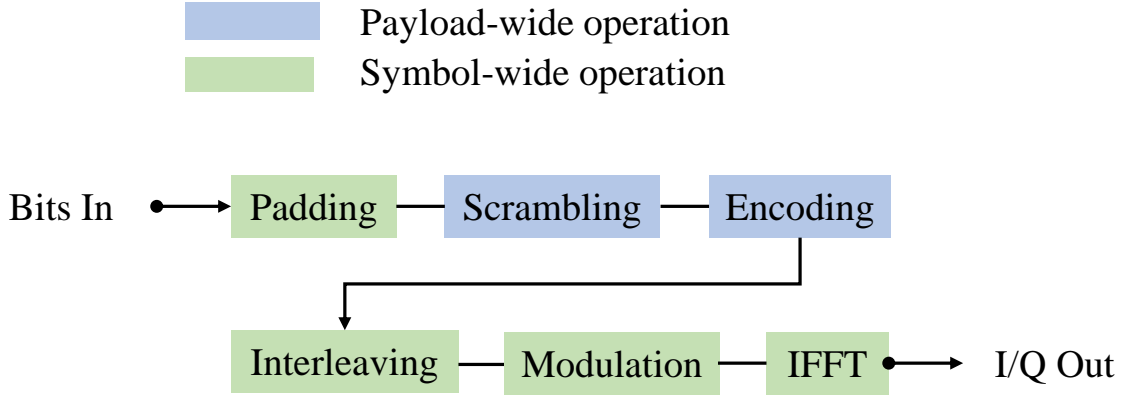 Payload-wide operation
Symbol-wide operation
Bits In Padding Scrambling Encoding
Interleaving Modulation IFFT I/Q Out